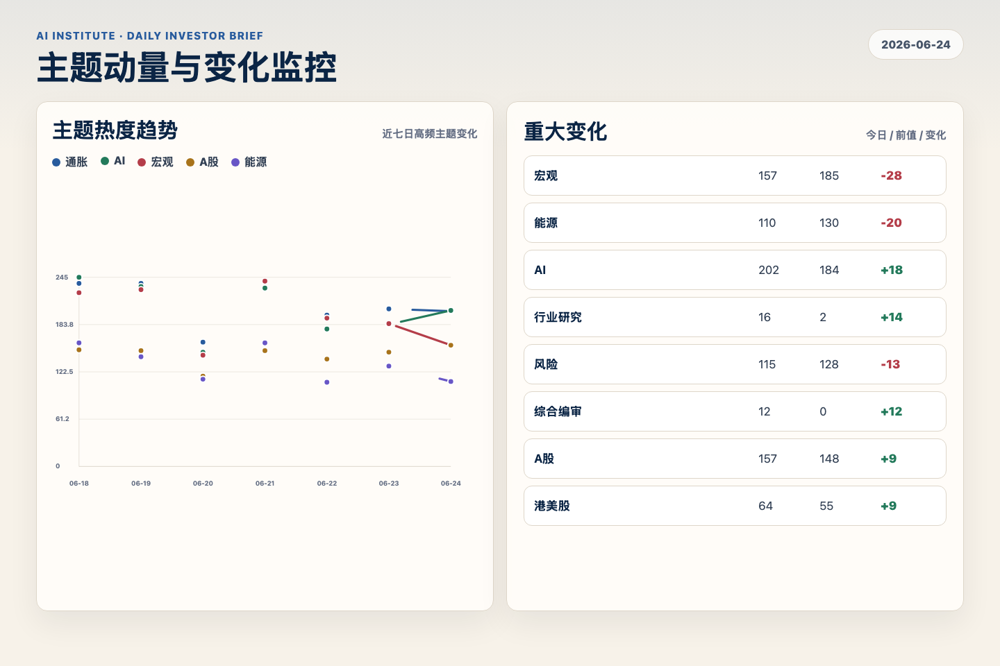 AI INSTITUTE · DAILY INVESTOR BRIEF
主题动量与变化监控
2026-06-24
主题热度趋势
近七日高频主题变化
通胀 AI 宏观 A股 能源
245
183.8
122.5
61.2
0
06-18 06-19 06-20 06-21 06-22 06-23 06-24
重大变化
今日 / 前值 / 变化
宏观 157 185 -28
能源 110 130 -20
AI 202 184 +18
行业研究 16 2 +14
风险 115 128 -13
综合编审 12 0 +12
A股 157 148 +9
港美股 64 55 +9